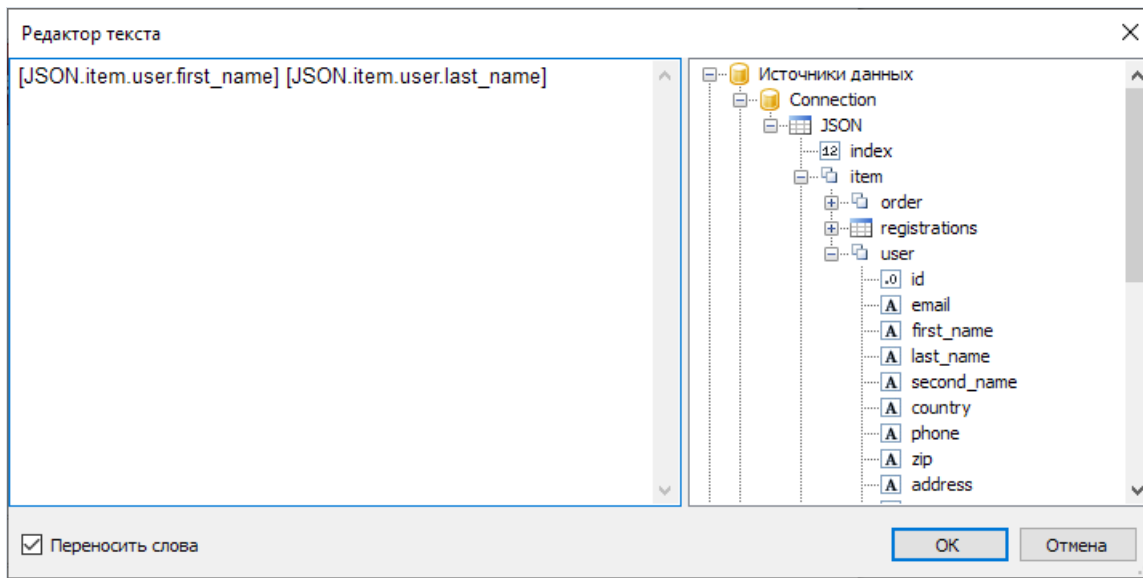 Редактор текста
[JSON.item.user.first_name] [JSON.item.user.last_name]
Источники данных
Connection
JSON
12 index
item
order
registrations
user
.0 id
A email
A first_name
A last_name
A second_name
A country
A phone
A zip
A address
Переносить слова
OK
Отмена